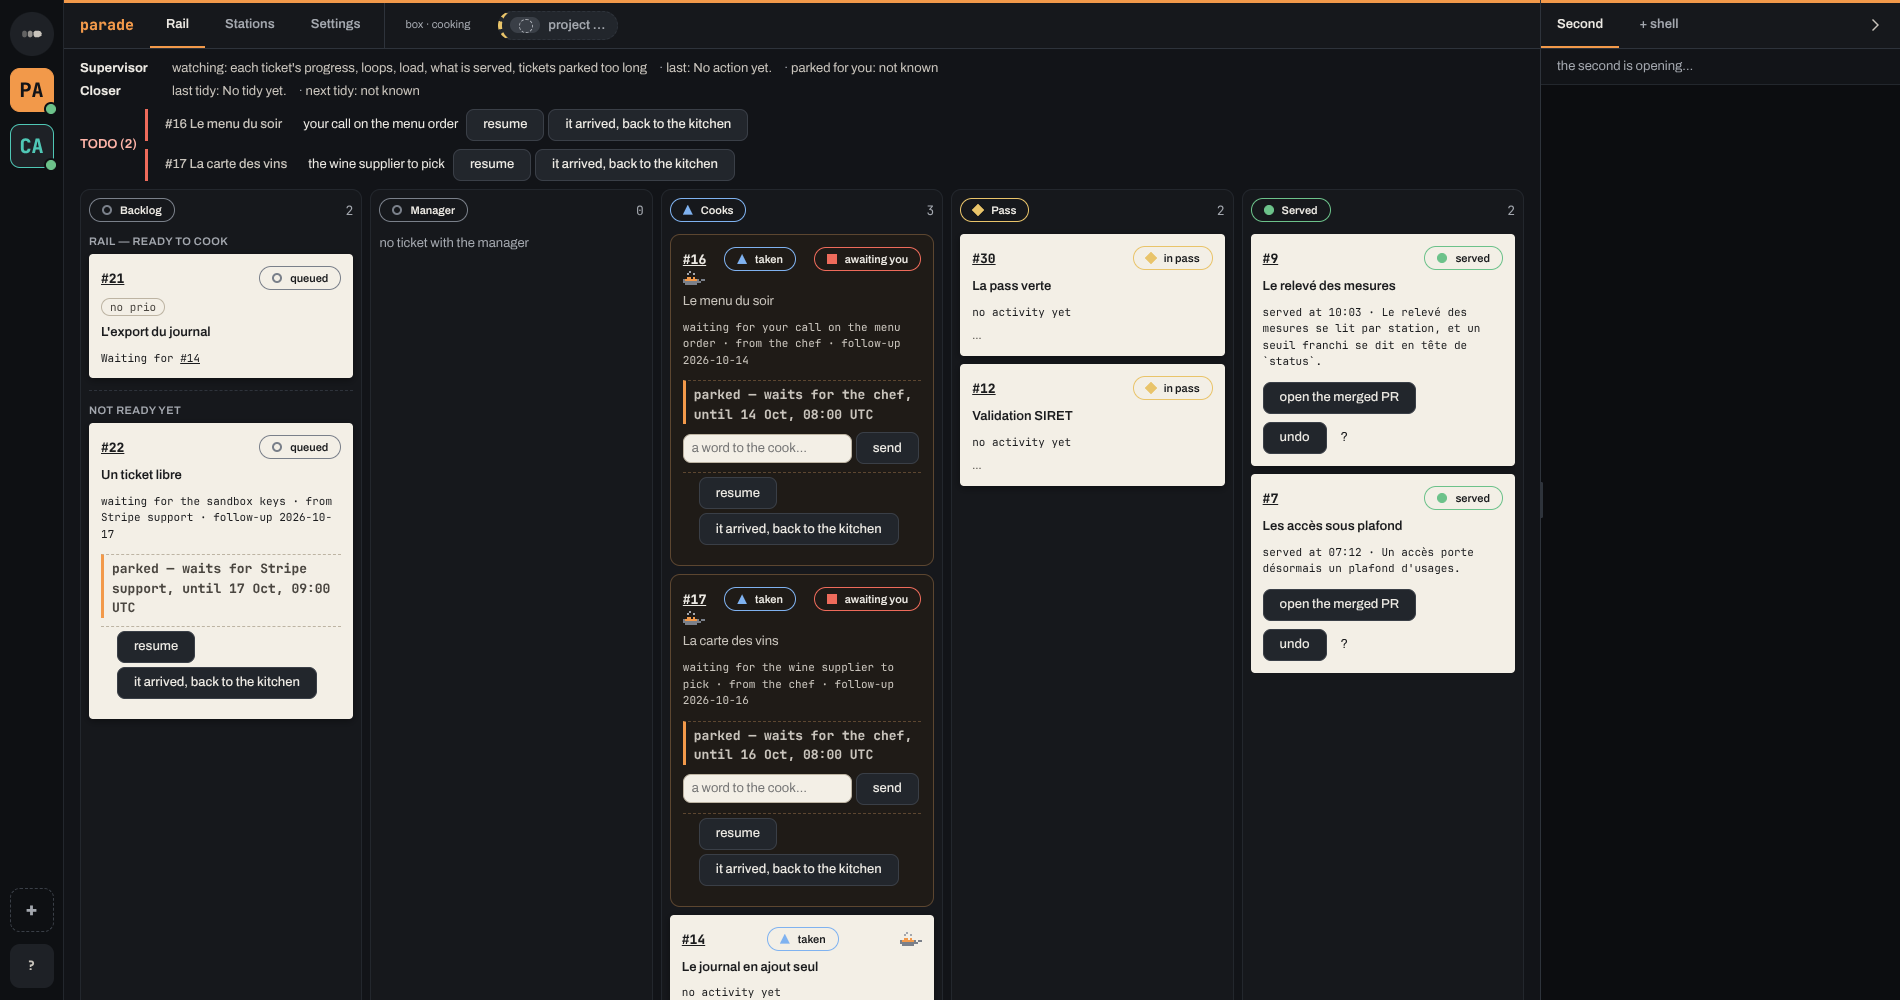 parade
Rail
Stations
Settings
box · cooking
project ...
Second
+ shell
the second is opening...
PA
CA
+
?
Supervisor
watching: each ticket's progress, loops, load, what is served, tickets parked too long · last: No action yet. · parked for you: not known
Closer
last tidy: No tidy yet. · next tidy: not known
TODO (2)
#16 Le menu du soir your call on the menu order resume it arrived, back to the kitchen
#17 La carte des vins the wine supplier to pick resume it arrived, back to the kitchen
Backlog 2
RAIL — READY TO COOK
#21 queued
no prio
L'export du journal
Waiting for #14
NOT READY YET
#22 queued
Un ticket libre
waiting for the sandbox keys · from
Stripe support · follow-up 2026-10-
17
parked — waits for Stripe
support, until 17 Oct, 09:00
UTC
resume
it arrived, back to the kitchen
Manager 0
no ticket with the manager
Cooks 3
#16 taken awaiting you
Le menu du soir
waiting for your call on the menu
order · from the chef · follow-up
2026-10-14
parked — waits for the chef,
until 14 Oct, 08:00 UTC
a word to the cook... send
resume
it arrived, back to the kitchen
#17 taken awaiting you
La carte des vins
waiting for the wine supplier to
pick · from the chef · follow-up
2026-10-16
parked — waits for the chef,
until 16 Oct, 08:00 UTC
a word to the cook... send
resume
it arrived, back to the kitchen
#14 taken
Le journal en ajout seul
no activity yet
Pass 2
#30 in pass
La pass verte
no activity yet
...
#12 in pass
Validation SIRET
no activity yet
...
Served 2
#9 served
Le relevé des mesures
served at 10:03 · Le relevé des
mesures se lit par station, et un
seuil franchi se dit en tête de
`status`.
open the merged PR
undo ?
#7 served
Les accès sous plafond
served at 07:12 · Un accès porte
désormais un plafond d'usages.
open the merged PR
undo ?